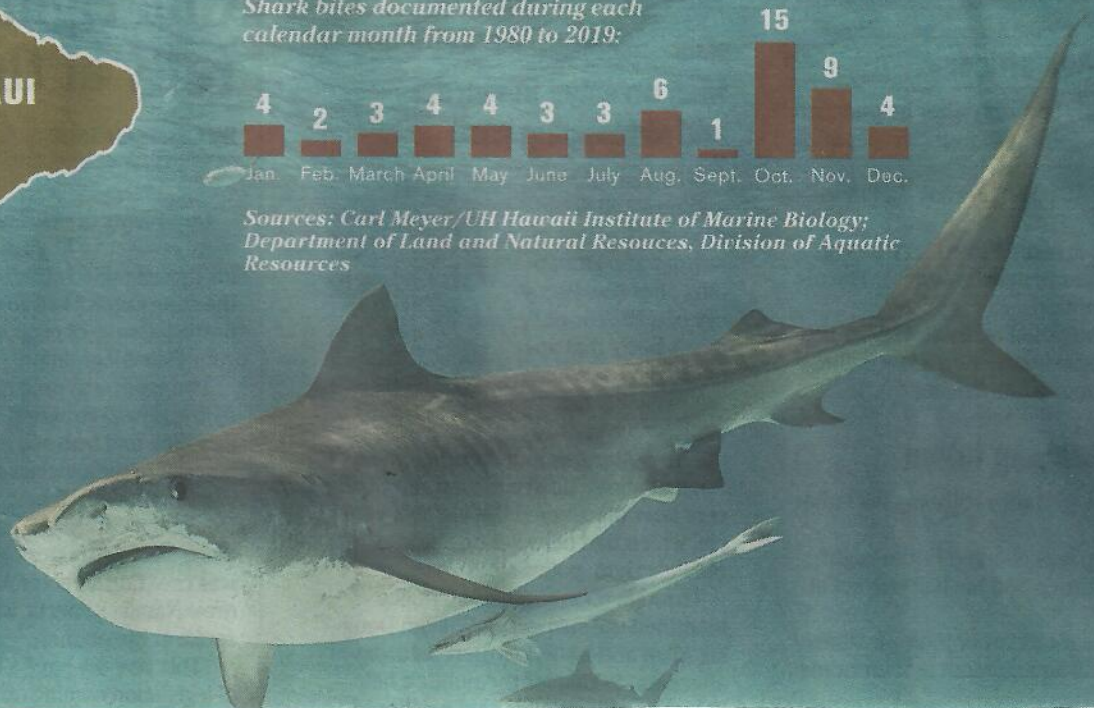 UI
Shark bites documented during each
calendar month from 1980 to 2019:
4 2 3 4 4 3 3 6 1 15 9 4
Jan. Feb. March April May June July Aug. Sept. Oct. Nov. Dec.
Sources: Carl Meyer/UH Hawaii Institute of Marine Biology;
Department of Land and Natural Resouces, Division of Aquatic
Resources